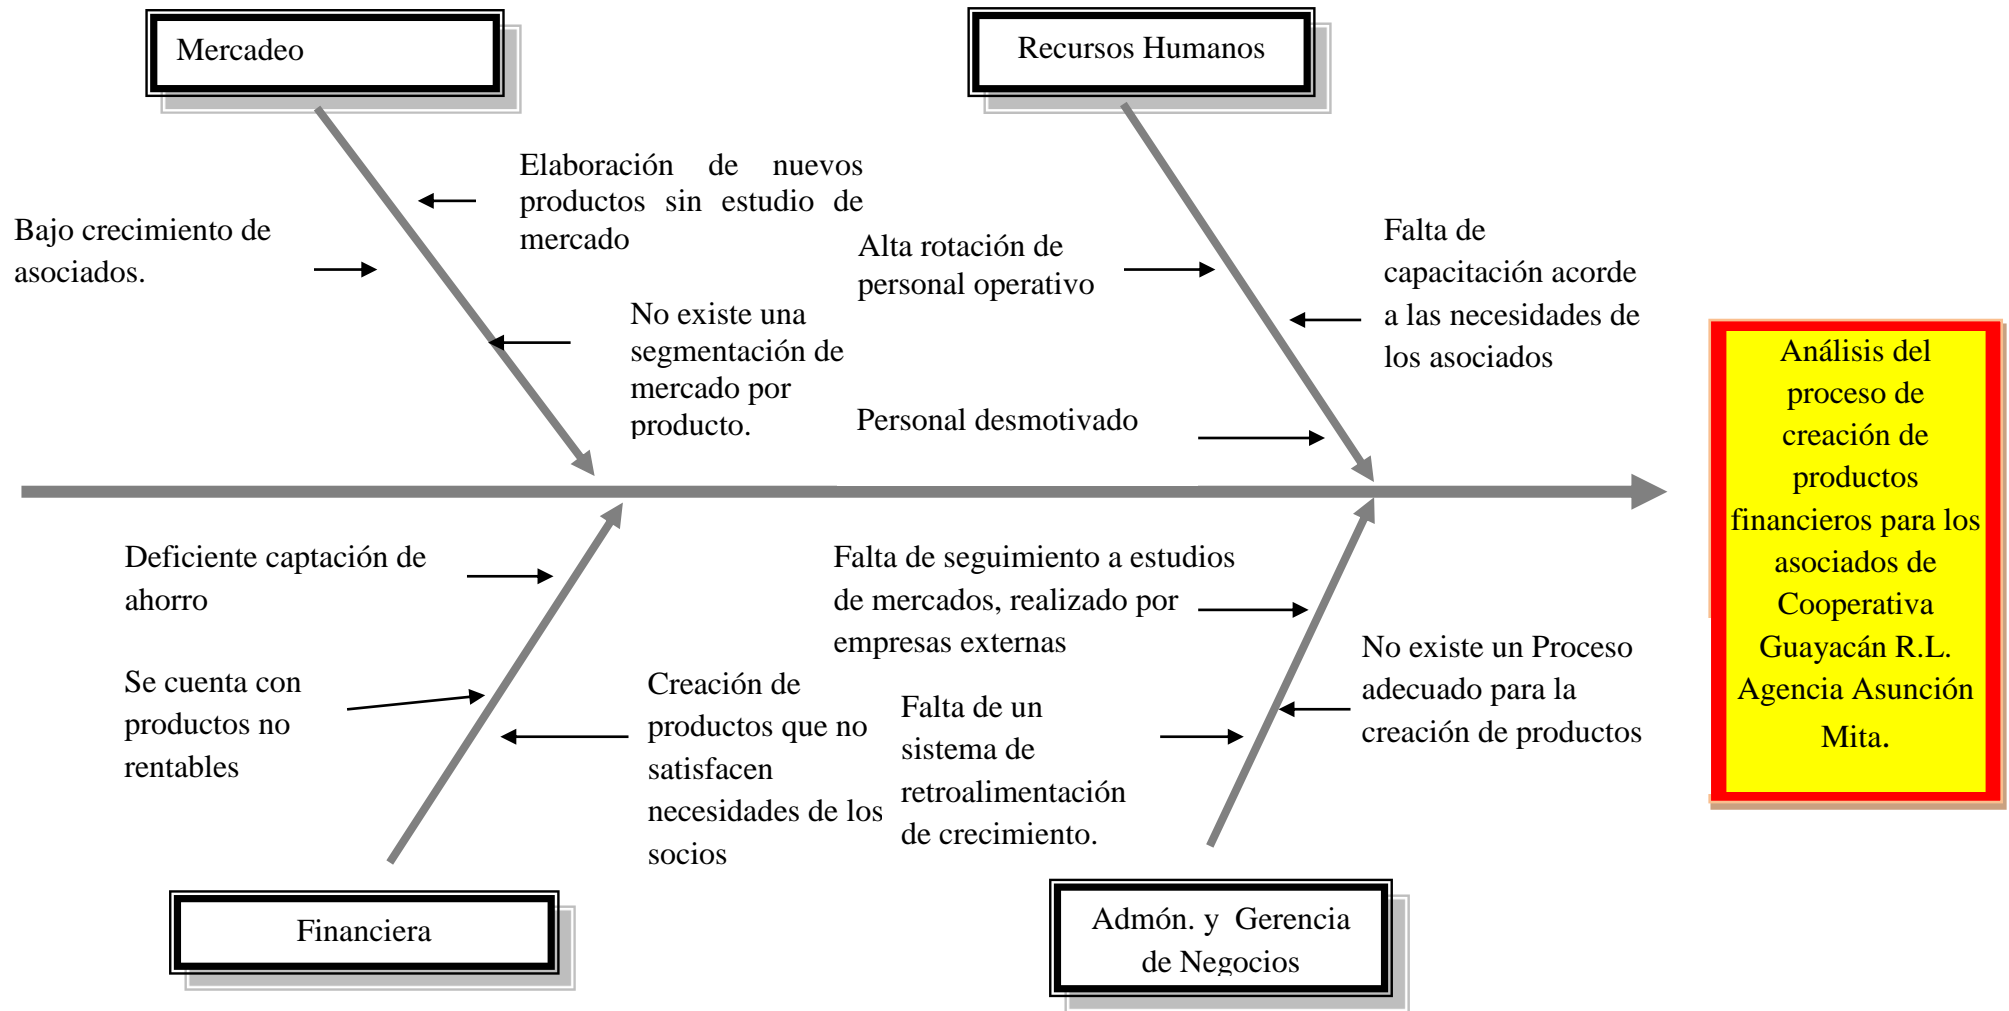 Mercadeo
Recursos Humanos
Elaboración de nuevos
productos sin estudio de
mercado
Bajo crecimiento de
asociados.
No existe una
segmentación de
mercado por
producto.
Alta rotación de
personal operativo
Falta de
capacitación acorde
a las necesidades de
los asociados
Personal desmotivado
Análisis del
proceso de
creación de
productos
financieros para los
asociados de
Cooperativa
Guayacán R.L.
Agencia Asunción
Mita.
Deficiente captación de
ahorro
Se cuenta con
productos no
rentables
Creación de
productos que no
satisfacen
necesidades de los
socios
Falta de seguimiento a estudios
de mercados, realizado por
empresas externas
Falta de un
sistema de
retroalimentación
de crecimiento.
No existe un Proceso
adecuado para la
creación de productos
Financiera
Admón. y  Gerencia
de Negocios